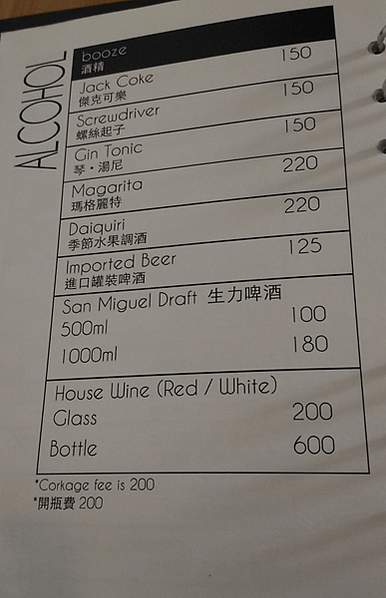 ALCOHOL
booze
酒精
Jack Coke 150
傑克可樂
Screwdriver 150
螺絲起子
Gin Tonic 150
琴·湯尼
Magarita 220
瑪格麗特
Daiquiri 220
季節水果調酒
Imported Beer 125
進口罐裝啤酒
San Miguel Draft 生力啤酒
500ml 100
1000ml 180
House Wine (Red / White)
Glass 200
Bottle 600
*Corkage fee is 200
*開瓶費 200